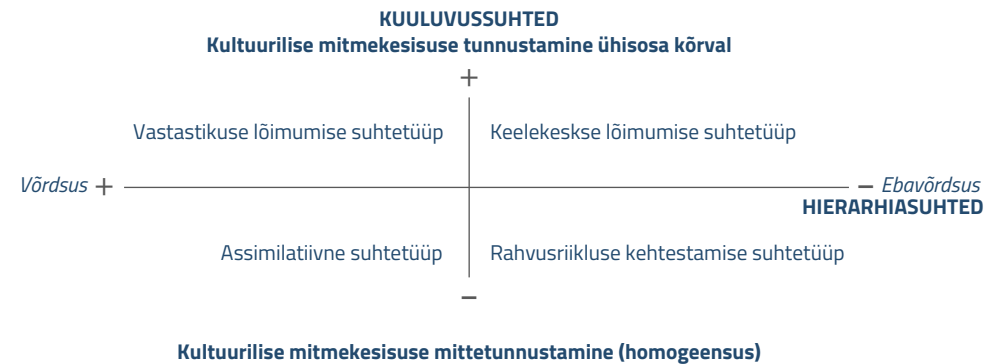 KUULUVUSSUHTED
Kultuurilise mitmekesisuse tunnustamine ühisosa kõrval
+
Vastastikuse lõimumise suhtetüüp
Keelekeskse lõimumise suhtetüüp
Võrdsus +
− Ebavõrdsus
HIERARHIASUHTED
Assimilatiivne suhtetüüp
Rahvusriikluse kehtestamise suhtetüüp
−
Kultuurilise mitmekesisuse mittetunnustamine (homogeensus)